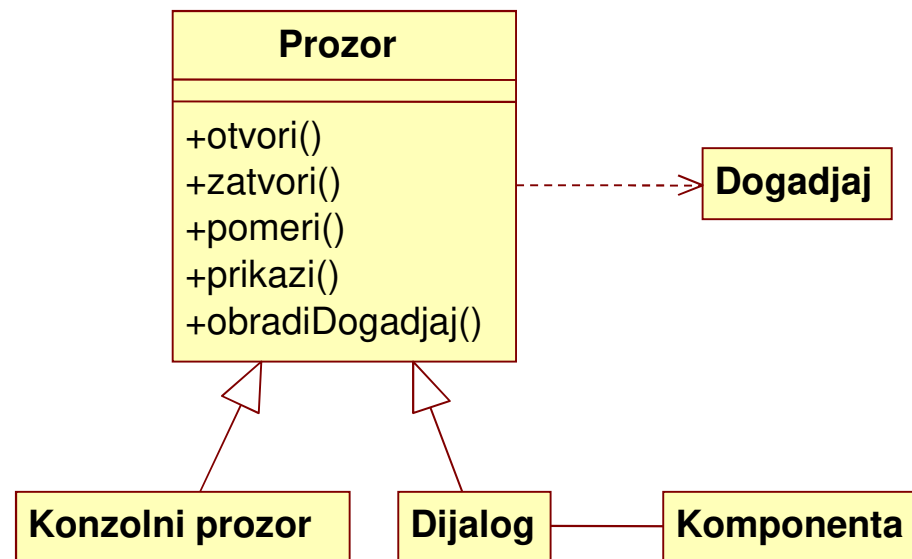 Prozor
+otvori()
+zatvori()
+pomeri()
+prikazi()
+obradiDogadjaj()
Dogadjaj
Konzolni prozor
Dijalog
Komponenta